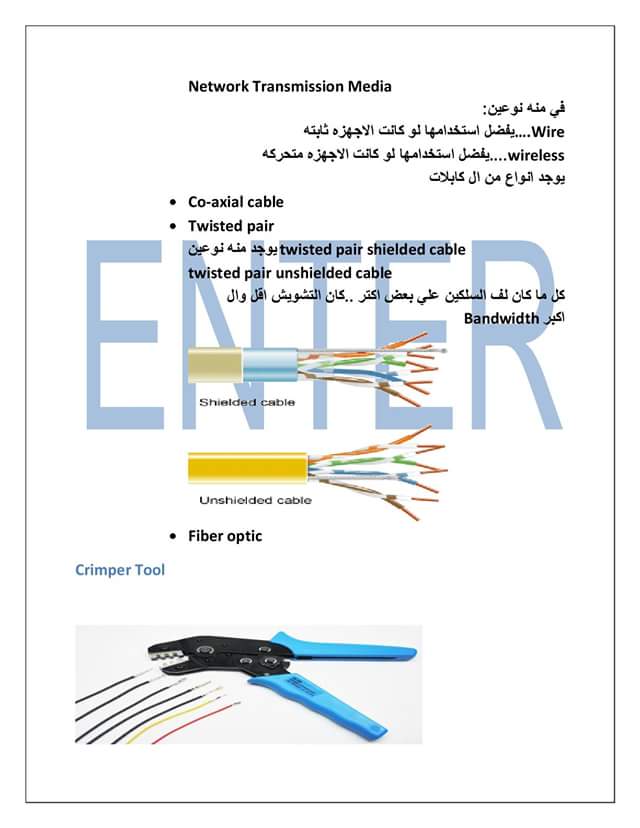 Network Transmission Media
في منه نوعين:
Wire....يفضل استخدامها لو كانت الاجهزه ثابته
wireless....يفضل استخدامها لو كانت الاجهزه متحركه
يوجد انواع من ال كابلات
• Co-axial cable
• Twisted pair
يوجد منه نوعين twisted pair shielded cable
twisted pair unshielded cable
كل ما كان لف السلكين علي بعض اكتر ..كان التشويش اقل وال
اكبر Bandwidth
ENTER
Shielded cable
Unshielded cable
• Fiber optic
Crimper Tool